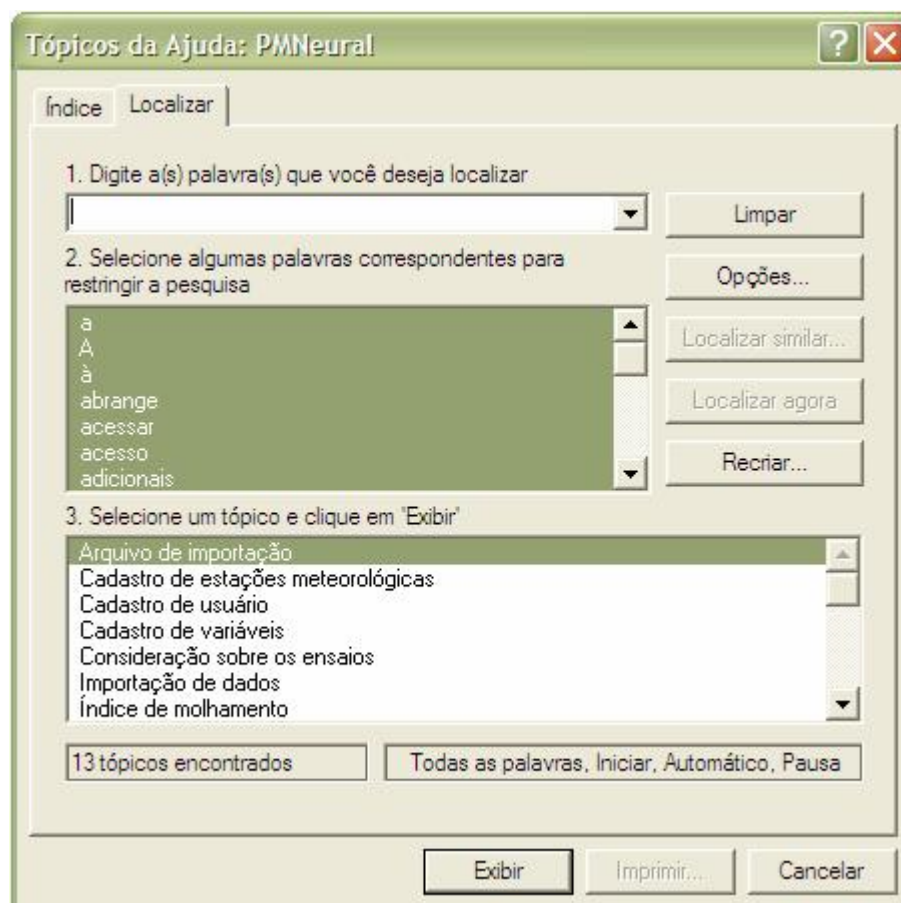 Tópicos da Ajuda: PMNeural
Índice
Localizar
1. Digite a(s) palavra(s) que você deseja localizar
Limpar
2. Selecione algumas palavras correspondentes para
restringir a pesquisa
Opções...
a
A
à
abrange
acessar
acesso
adicionais
Localizar similar...
Localizar agora
Recriar...
3. Selecione um tópico e clique em 'Exibir'
Arquivo de importação
Cadastro de estações meteorológicas
Cadastro de usuário
Cadastro de variáveis
Consideração sobre os ensaios
Importação de dados
Índice de molhamento
13 tópicos encontrados
Todas as palavras, Iniciar, Automático, Pausa
Exibir
Imprimir...
Cancelar